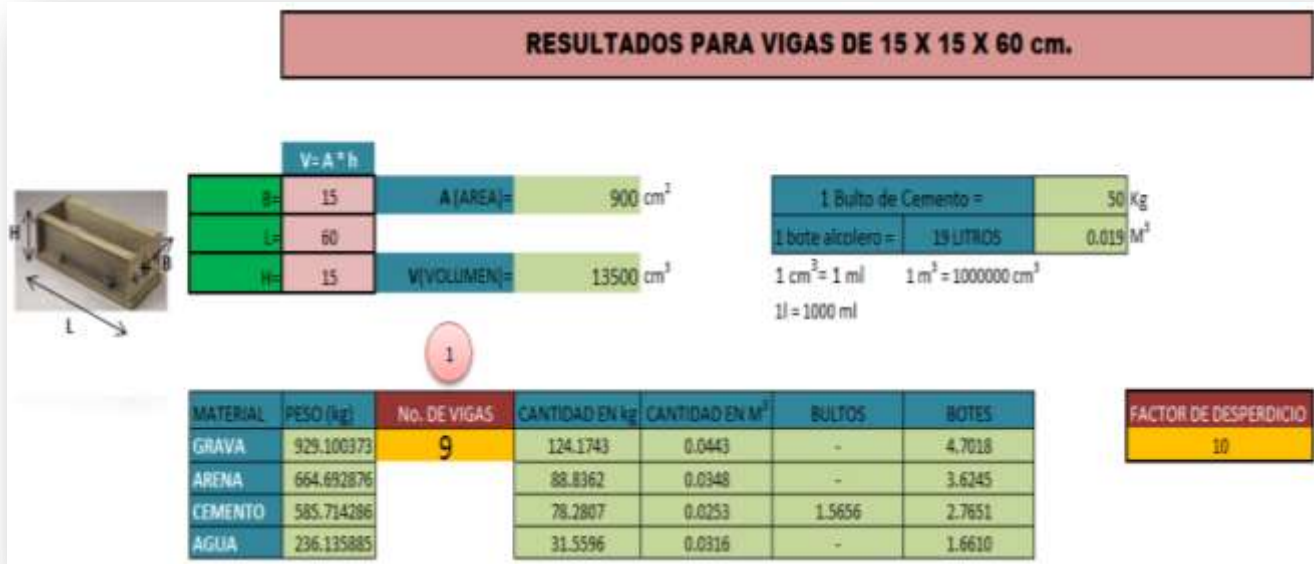 RESULTADOS PARA VIGAS DE 15 X 15 X 60 cm.
V= A * h
B= 15 A (AREA)= 900 cm²
L= 60
H= 15 V(VOLUMEN)= 13500 cm³
1 Bulto de Cemento = 50 Kg
1 bote alcolero = 19 LITROS 0.019 M³
1 cm³= 1 ml 1 m³ = 1000000 cm³
1l = 1000 ml
H
B
L
1
MATERIAL PESO (kg) No. DE VIGAS CANTIDAD EN kg CANTIDAD EN M³ BULTOS BOTES
GRAVA 929.100373 9 124.1743 0.0443 - 4.7018
ARENA 664.692876 88.8362 0.0348 - 3.6245
CEMENTO 585.714286 78.2807 0.0253 1.5656 2.7651
AGUA 236.135885 31.5596 0.0316 - 1.6610
FACTOR DE DESPERDICIO
10